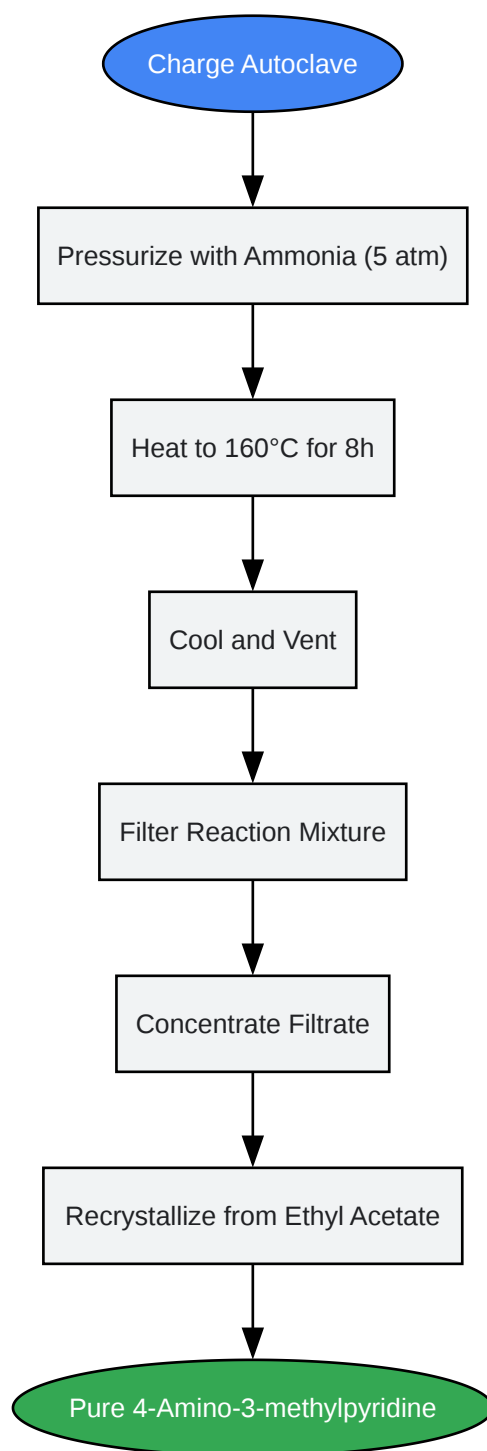 Charge Autoclave
Pressurize with Ammonia (5 atm)
Heat to 160°C for 8h
Cool and Vent
Filter Reaction Mixture
Concentrate Filtrate
Recrystallize from Ethyl Acetate
Pure 4-Amino-3-methylpyridine